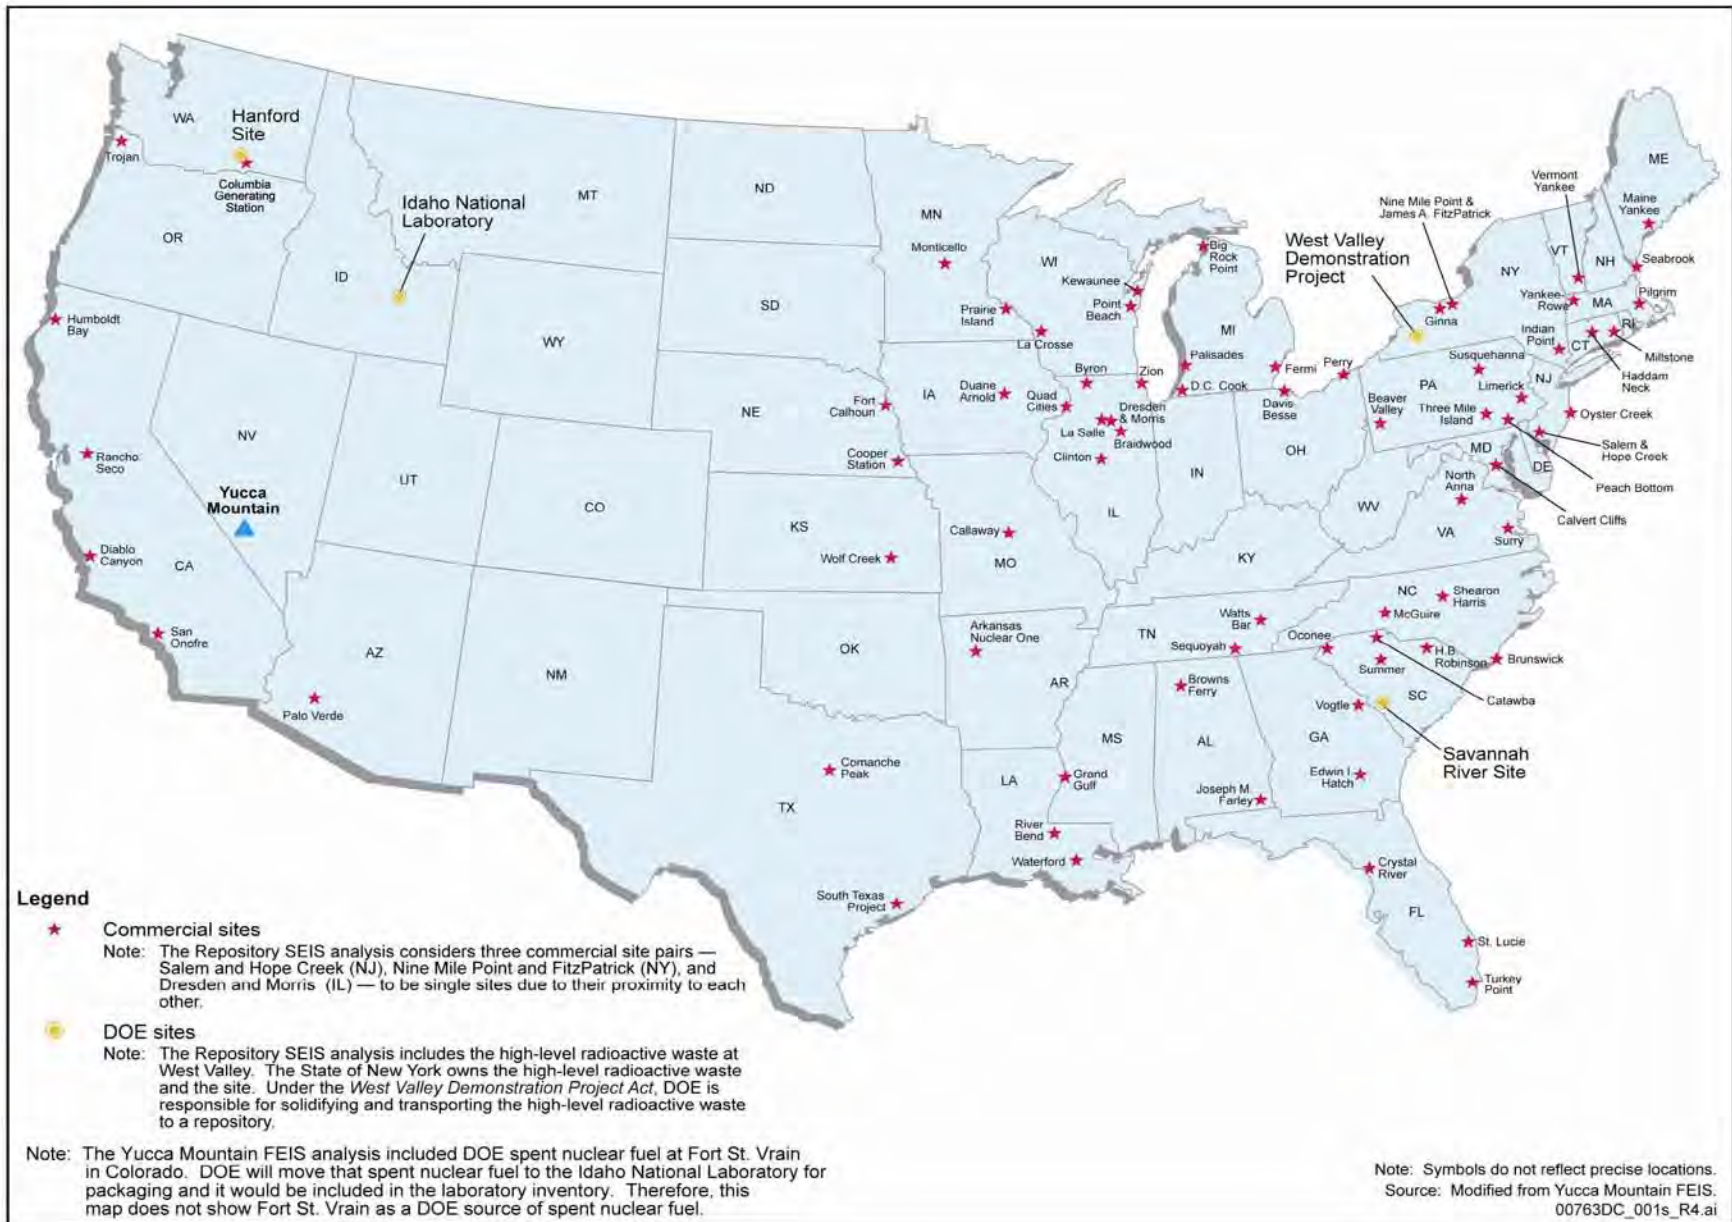 WA
Hanford
Site
Trojan
Columbia
Generating
Station
OR
Idaho National
Laboratory
ID
MT
ND
MN
Monticello
SD
WY
Humboldt
Bay
NV
Rancho
Seco
Yucca
Mountain
UT
CO
NE
Fort
Calhoun
Cooper
Station
KS
Wolf Creek
Diablo
Canyon
CA
San
Onofre
AZ
Palo Verde
NM
OK
TX
Comanche
Peak
South Texas
Project
Prairie
Island
La Crosse
WI
Kewaunee
Point
Beach
Big
Rock
Point
MI
Palisades
D.C. Cook
Fermi
Perry
Davis
Besse
IA
Duane
Arnold
Quad
Cities
Byron
Zion
Dresden
& Morris
La Salle
Braidwood
Clinton
IL
IN
OH
Callaway
MO
KY
WV
Arkansas
Nuclear One
AR
TN
Watts
Bar
Sequoyah
Browns
Ferry
MS
AL
GA
LA
Grand
Gulf
River
Bend
Waterford
Joseph M.
Farley
Edwin I.
Hatch
Vogtle
Oconee
Summer
SC
H.B.
Robinson
Catawba
Brunswick
Savannah
River Site
NC
Shearon
Harris
McGuire
VA
Surry
North
Anna
MD
DE
Calvert Cliffs
Peach Bottom
Salem &
Hope Creek
Oyster Creek
NJ
PA
Susquehanna
Limerick
Three Mile
Island
Beaver
Valley
West Valley
Demonstration
Project
Nine Mile Point &
James A. FitzPatrick
Ginna
NY
Vermont
Yankee
VT
NH
ME
Maine
Yankee
Seabrook
Pilgrim
Yankee-
Rowe
MA
RI
CT
Indian
Point
Millstone
Haddam
Neck
Crystal
River
FL
St. Lucie
Turkey
Point
Legend
Commercial sites
Note: The Repository SEIS analysis considers three commercial site pairs —
Salem and Hope Creek (NJ), Nine Mile Point and FitzPatrick (NY), and
Dresden and Morris (IL) — to be single sites due to their proximity to each
other.
DOE sites
Note: The Repository SEIS analysis includes the high-level radioactive waste at
West Valley. The State of New York owns the high-level radioactive waste
and the site. Under the West Valley Demonstration Project Act, DOE is
responsible for solidifying and transporting the high-level radioactive waste
to a repository.
Note: The Yucca Mountain FEIS analysis included DOE spent nuclear fuel at Fort St. Vrain
in Colorado. DOE will move that spent nuclear fuel to the Idaho National Laboratory for
packaging and it would be included in the laboratory inventory. Therefore, this
map does not show Fort St. Vrain as a DOE source of spent nuclear fuel.
Note: Symbols do not reflect precise locations.
Source: Modified from Yucca Mountain FEIS.
00763DC_001s_R4.ai